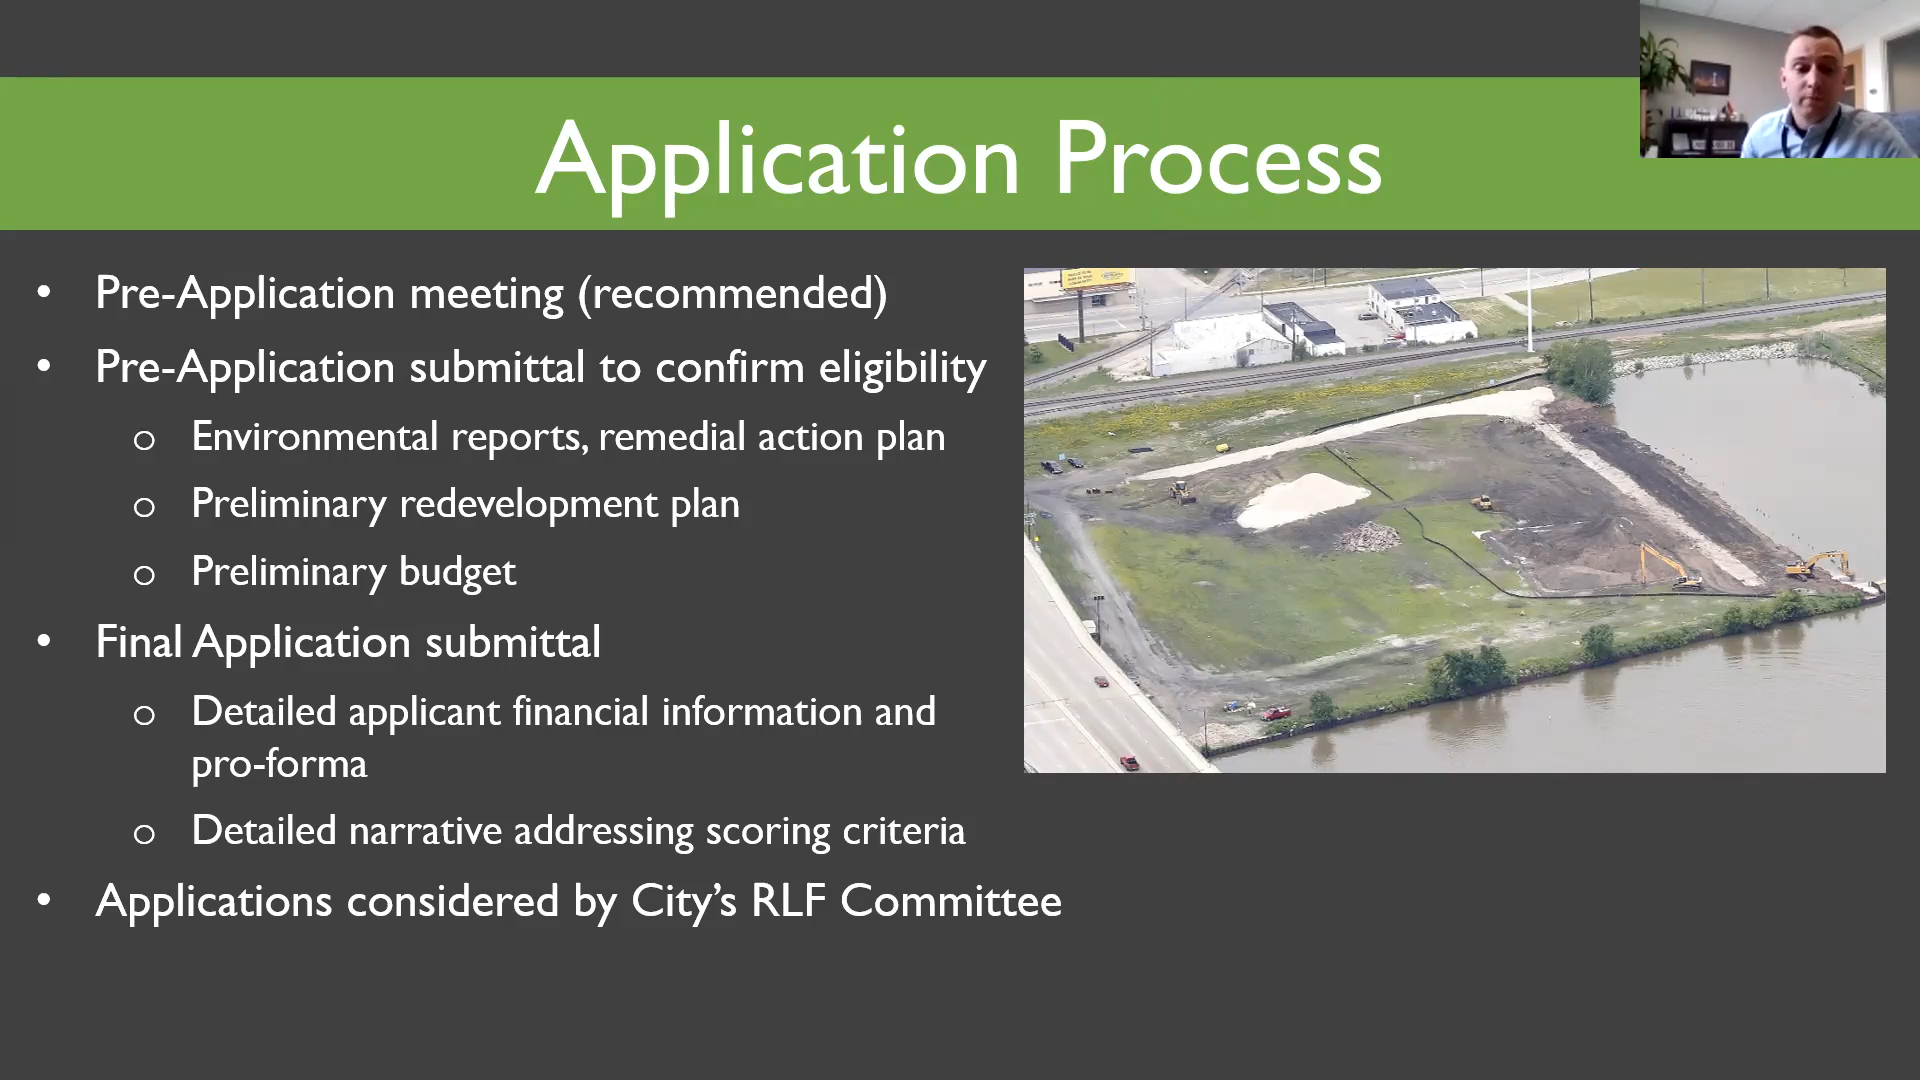 Application Process
• Pre-Application meeting (recommended)
• Pre-Application submittal to confirm eligibility
o Environmental reports, remedial action plan
o Preliminary redevelopment plan
o Preliminary budget
• Final Application submittal
o Detailed applicant financial information and
pro-forma
o Detailed narrative addressing scoring criteria
• Applications considered by City’s RLF Committee